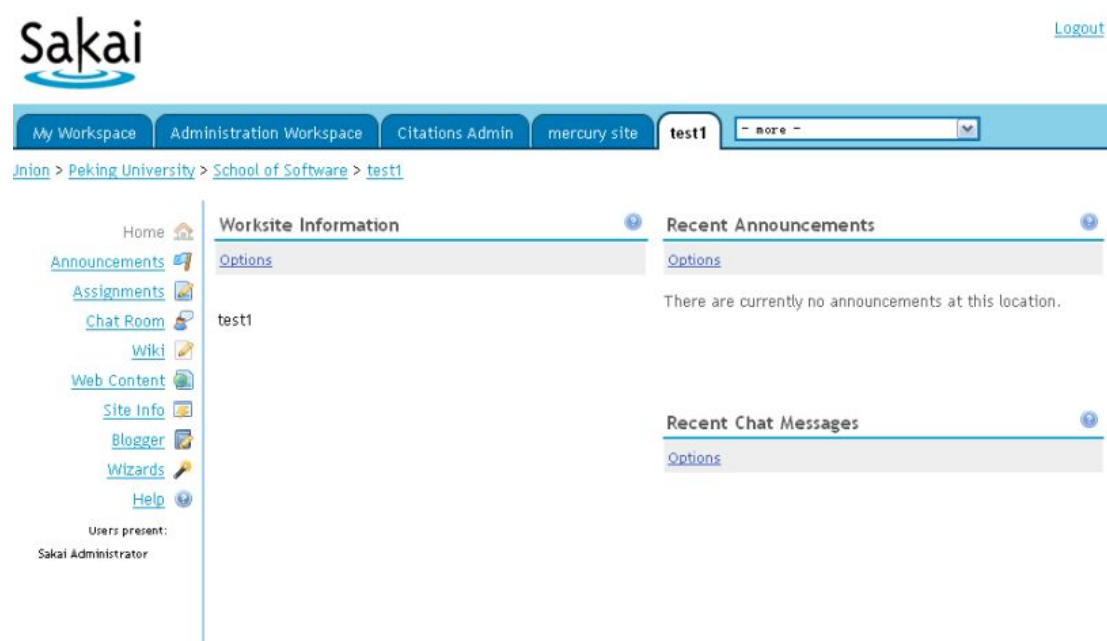 Sakai
Logout
My Workspace Administration Workspace Citations Admin mercury site test1 - more -
Union > Peking University > School of Software > test1
Home
Announcements
Assignments
Chat Room
Wiki
Web Content
Site Info
Blogger
Wizards
Help
Users present:
Sakai Administrator
Worksite Information
Options
test1
Recent Announcements
Options
There are currently no announcements at this location.
Recent Chat Messages
Options